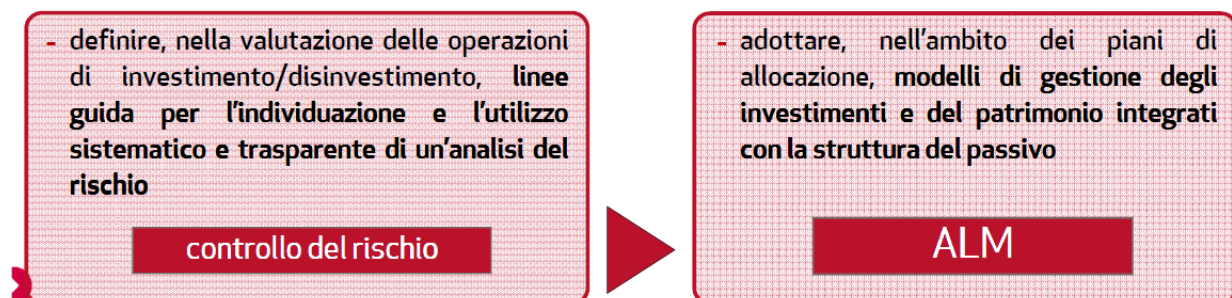 - definire, nella valutazione delle operazioni
di investimento/disinvestimento, linee
guida per l'individuazione e l'utilizzo
sistematico e trasparente di un'analisi del
rischio
controllo del rischio
- adottare, nell'ambito dei piani di
allocazione, modelli di gestione degli
investimenti e del patrimonio integrati
con la struttura del passivo
ALM